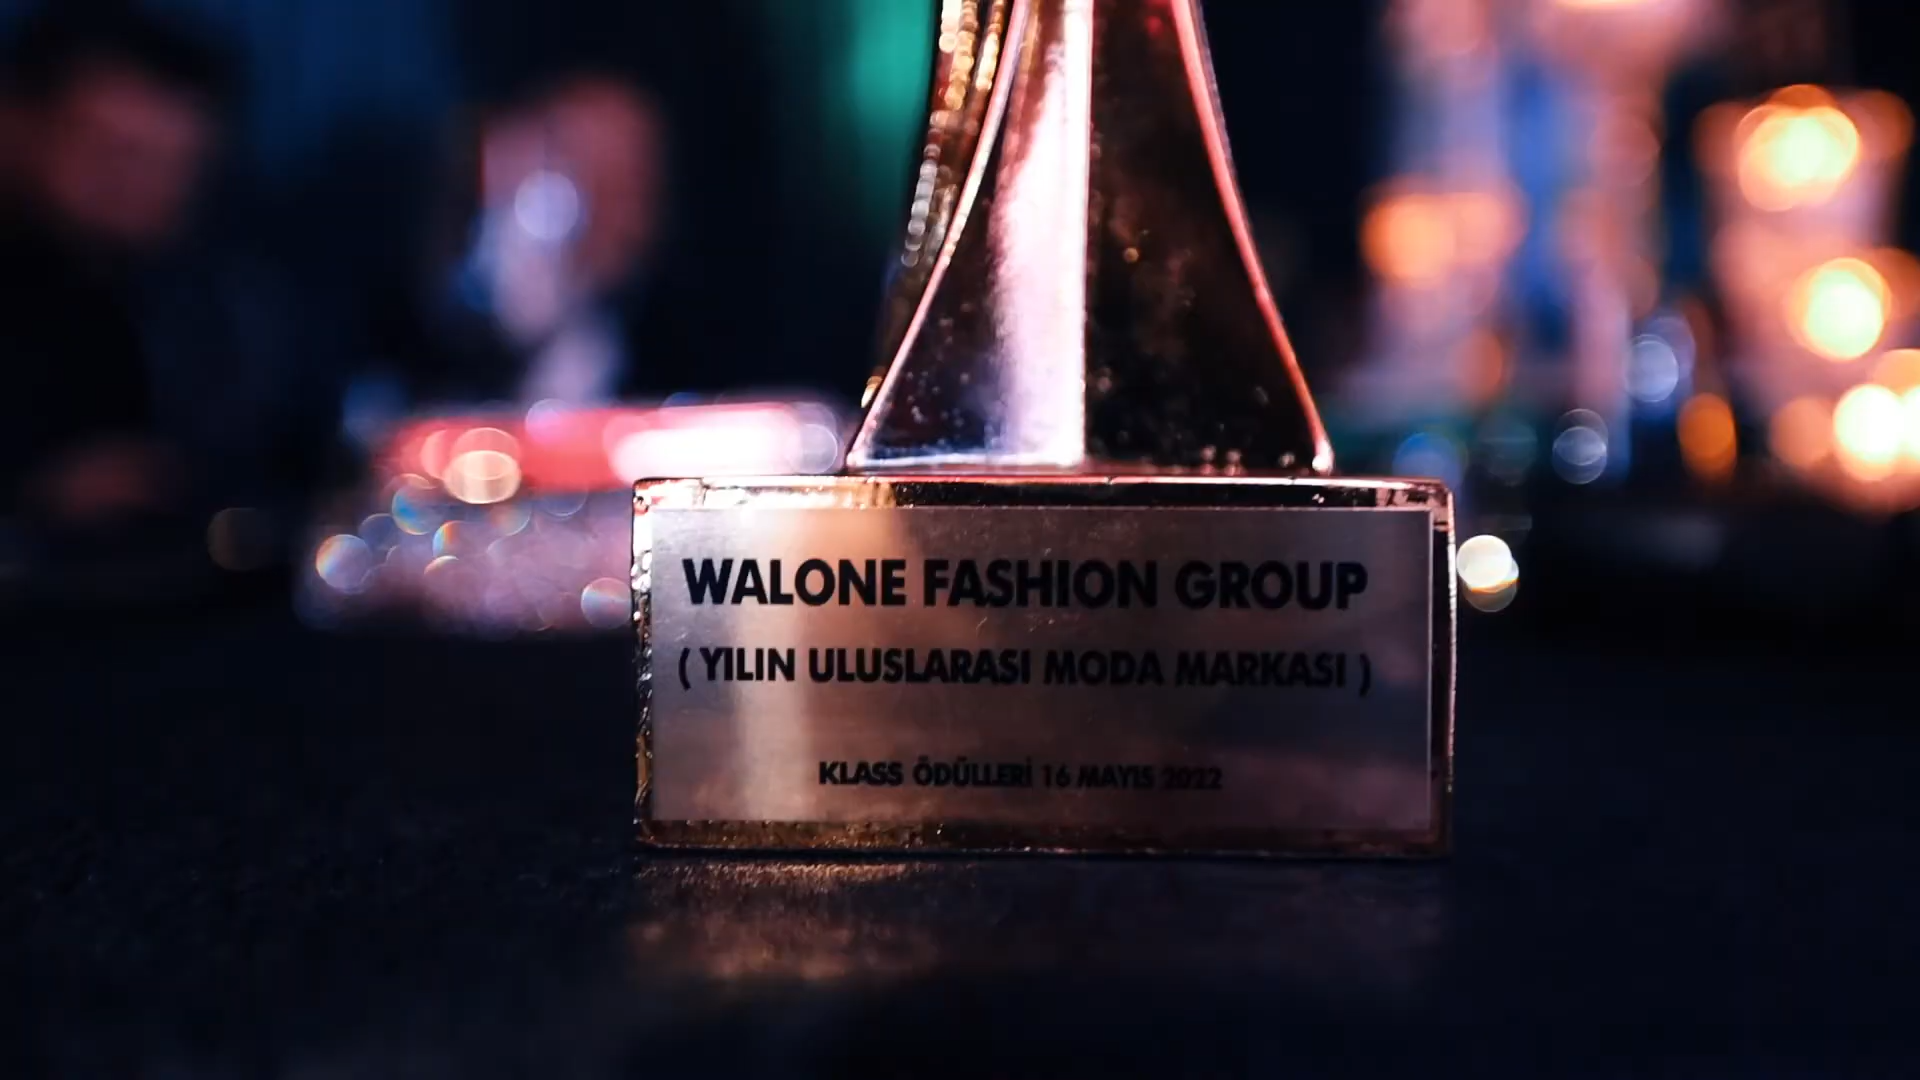 WALONE FASHION GROUP
( YILIN ULUSLARASI MODA MARKASI )
KLASS ÖDÜLLERİ 16 MAYIS 2022